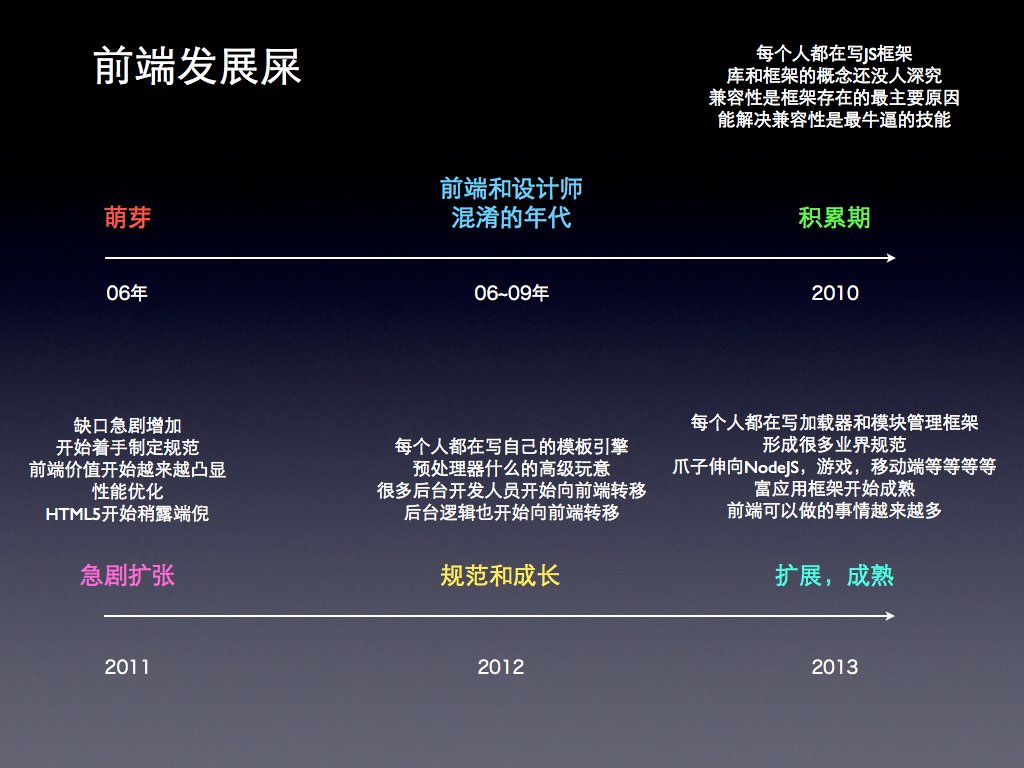 前端发展屎
每个人都在写JS框架
库和框架的概念还没人深究
兼容性是框架存在的最主要原因
能解决兼容性是最牛逼的技能
萌芽
前端和设计师
混淆的年代
积累期
06年
06~09年
2010
缺口急剧增加
开始着手制定规范
前端价值开始越来越凸显
性能优化
HTML5开始稍露端倪
每个人都在写自己的模板引擎
预处理器什么的高级玩意
很多后台开发人员开始向前端转移
后台逻辑也开始向前端转移
每个人都在写加载器和模块管理框架
形成很多业界规范
爪子伸向NodeJS，游戏，移动端等等等等
富应用框架开始成熟
前端可以做的事情越来越多
急剧扩张
规范和成长
扩展，成熟
2011
2012
2013